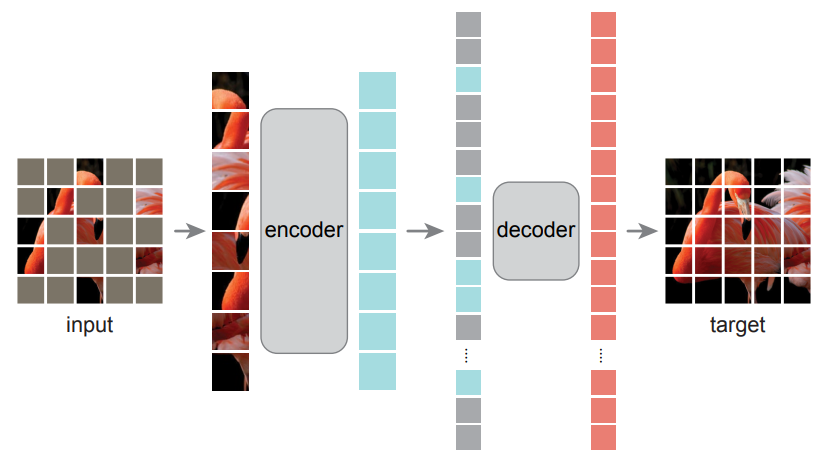 encoder
decoder
input
target